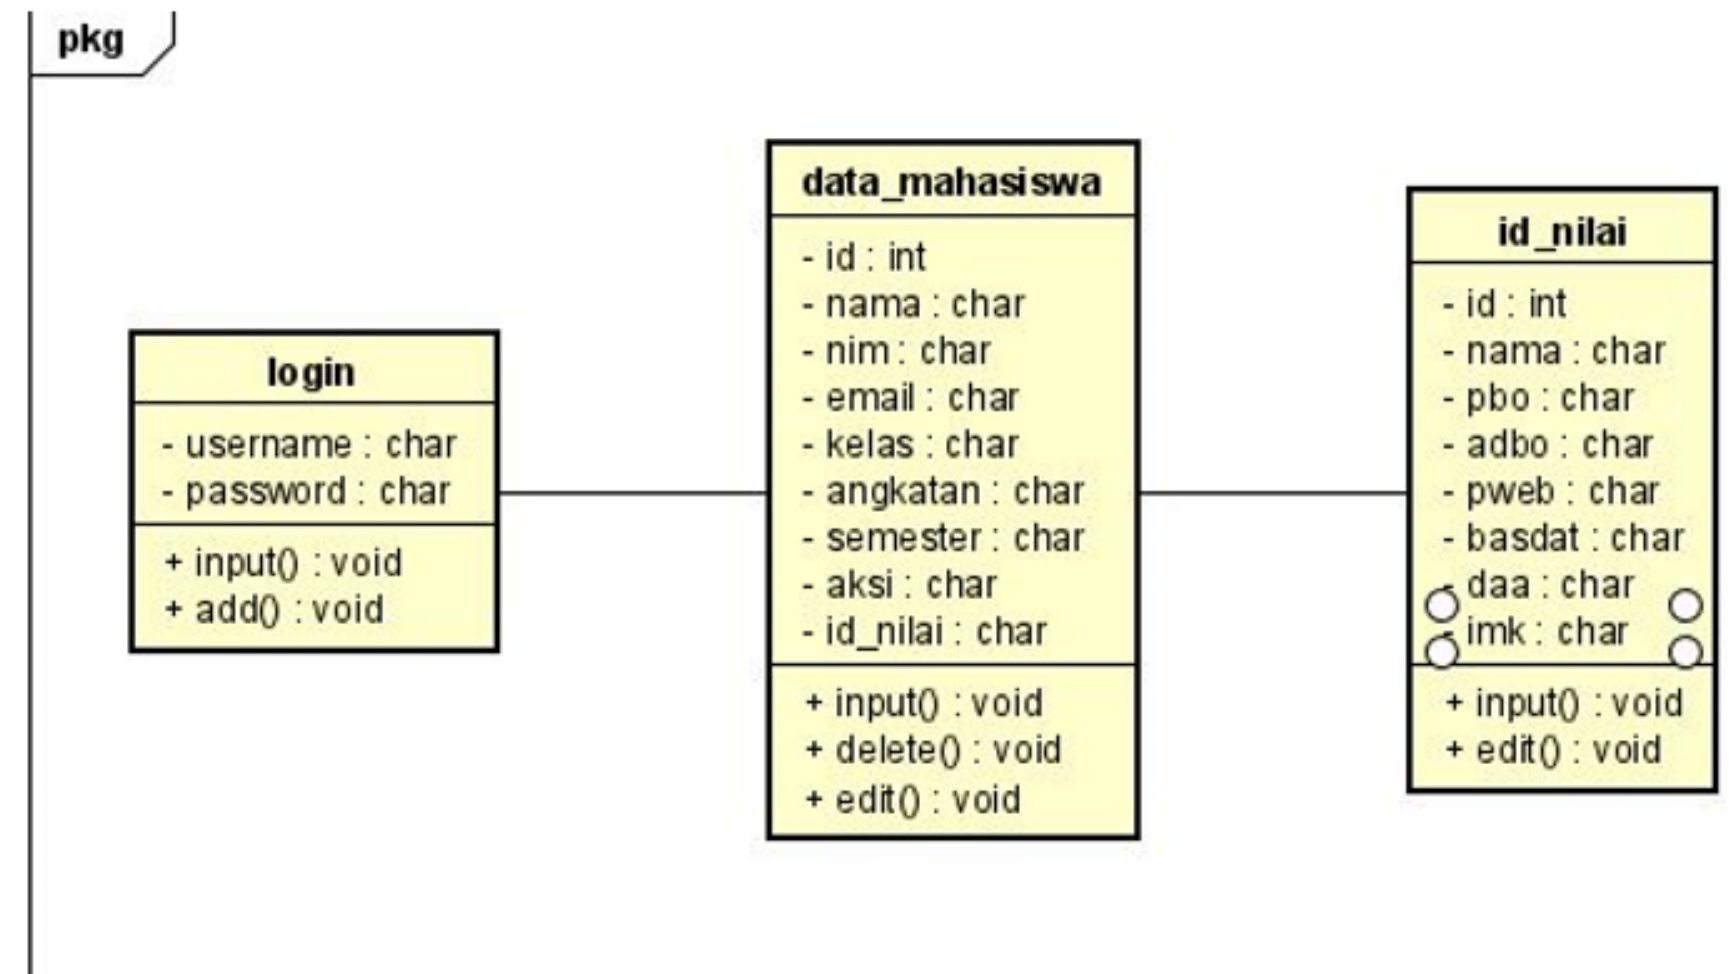 pkg
login
- username : char
- password : char
+ input() : void
+ add() : void
data_mahasiswa
- id : int
- nama : char
- nim : char
- email : char
- kelas : char
- angkatan : char
- semester : char
- aksi : char
- id_nilai : char
+ input() : void
+ delete() : void
+ edit() : void
id_nilai
- id : int
- nama : char
- pbo : char
- adbo : char
- pweb : char
- basdat : char
- daa : char
- imk : char
+ input() : void
+ edit() : void